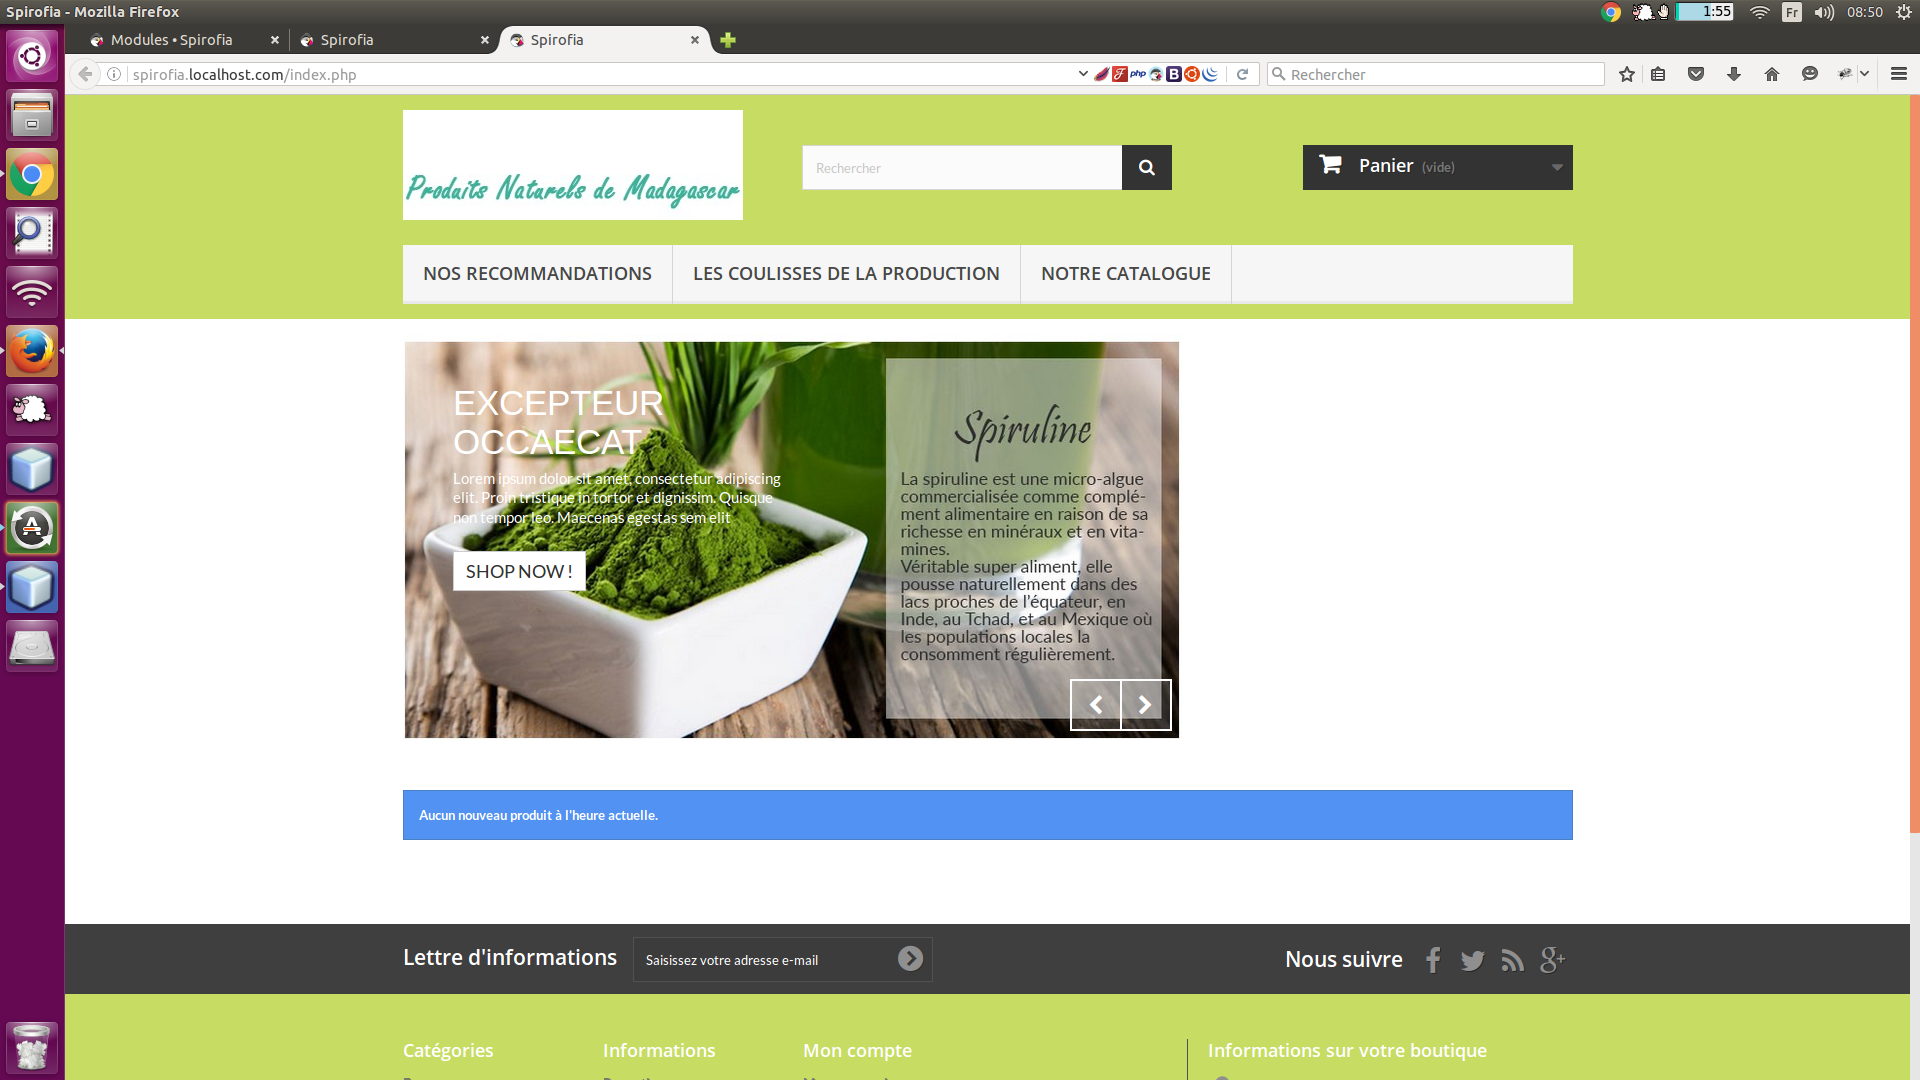 Spirofia - Mozilla Firefox
1:55
Fr
08:50
Modules • Spirofia
Spirofia
Spirofia
spirofia.localhost.com/index.php
php
Rechercher
Produits Naturels de Madagascar
Rechercher
Panier (vide)
NOS RECOMMANDATIONS
LES COULISSES DE LA PRODUCTION
NOTRE CATALOGUE
EXCEPTEUR
OCCAECAT
Lorem ipsum dolor sit amet, consectetur adipiscing
elit. Proin tristique in tortor et dignissim. Quisque
non tempor leo. Maecenas egestas sem elit
SHOP NOW !
Spiruline
La spiruline est une micro-algue
commercialisée comme complé-
ment alimentaire en raison de sa
richesse en minéraux et en vita-
mines.
Véritable super aliment, elle
pousse naturellement dans des
lacs proches de l'équateur, en
Inde, au Tchad, et au Mexique où
les populations locales la
consomment régulièrement.
Aucun nouveau produit à l'heure actuelle.
Lettre d'informations
Saisissez votre adresse e-mail
Nous suivre
Catégories
Informations
Mon compte
Informations sur votre boutique